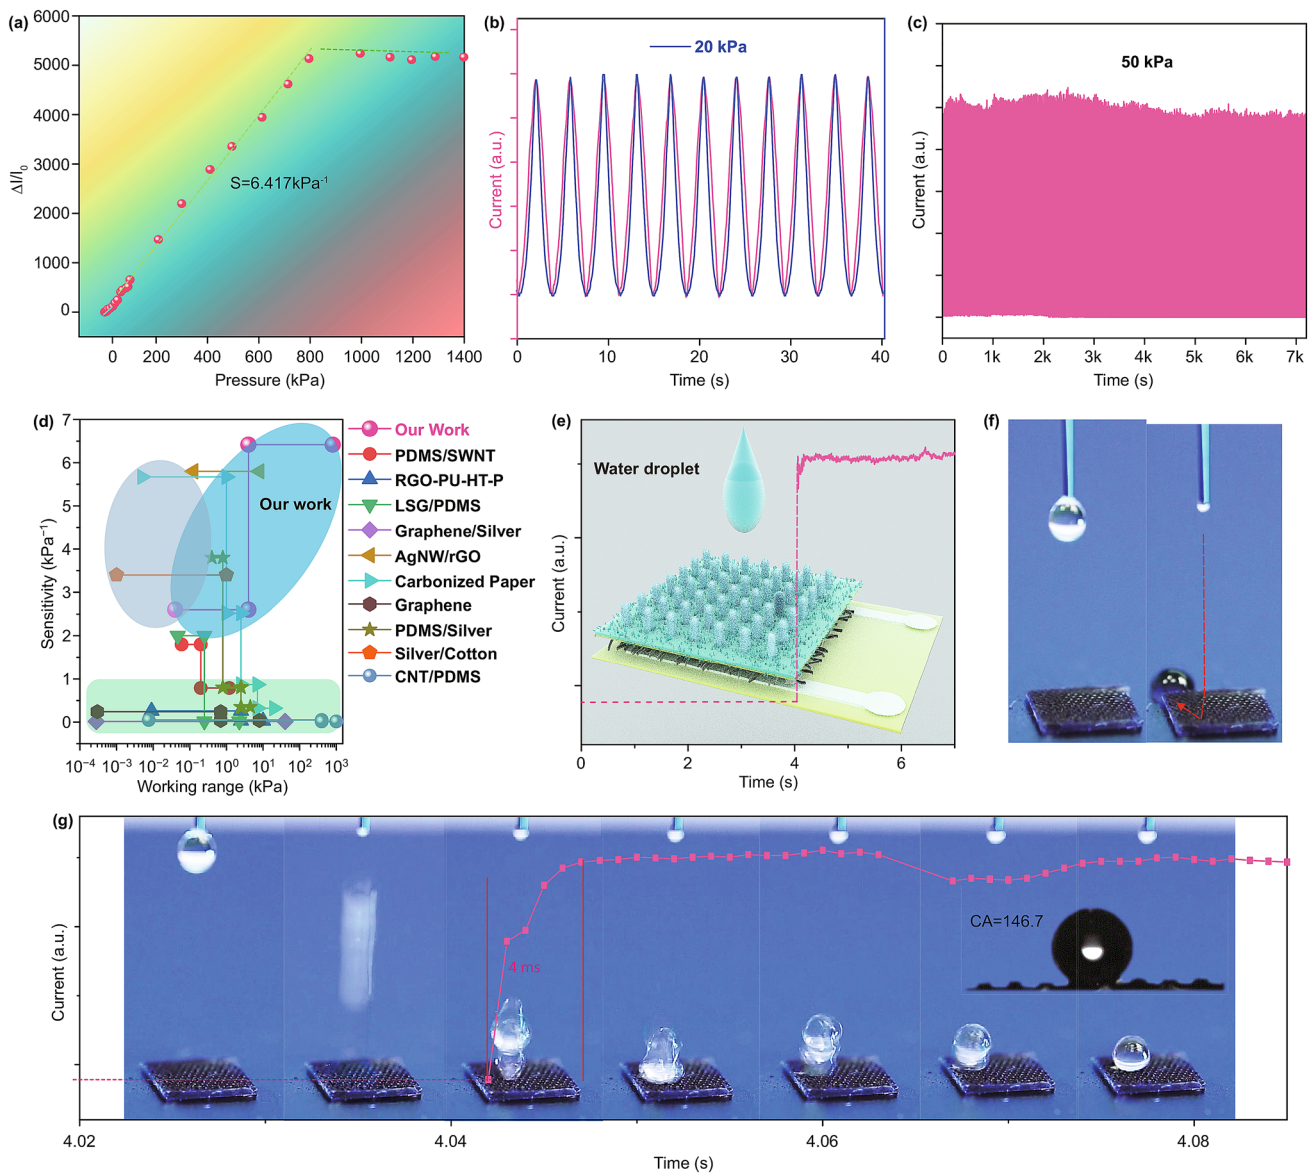 (a)
6000
5000
4000
3000
2000
1000
0
ΔI/I₀
S=6.417kPa⁻¹
0 200 400 600 800 1000 1200 1400
Pressure (kPa)
(b)
20 kPa
Current (a.u.)
0 10 20 30 40
Time (s)
(c)
50 kPa
Current (a.u.)
0 1k 2k 3k 4k 5k 6k 7k
Time (s)
(d)
7
6
5
4
3
2
1
0
Sensitivity (kPa⁻¹)
Our work
10⁻⁴ 10⁻³ 10⁻² 10⁻¹ 10⁰ 10¹ 10² 10³
Working range (kPa)
Our Work
PDMS/SWNT
RGO-PU-HT-P
LSG/PDMS
Graphene/Silver
AgNW/rGO
Carbonized Paper
Graphene
PDMS/Silver
Silver/Cotton
CNT/PDMS
(e)
Water droplet
Current (a.u.)
0 2 4 6
Time (s)
(f)
(g)
Current (a.u.)
4 ms
CA=146.7
4.02 4.04 4.06 4.08
Time (s)